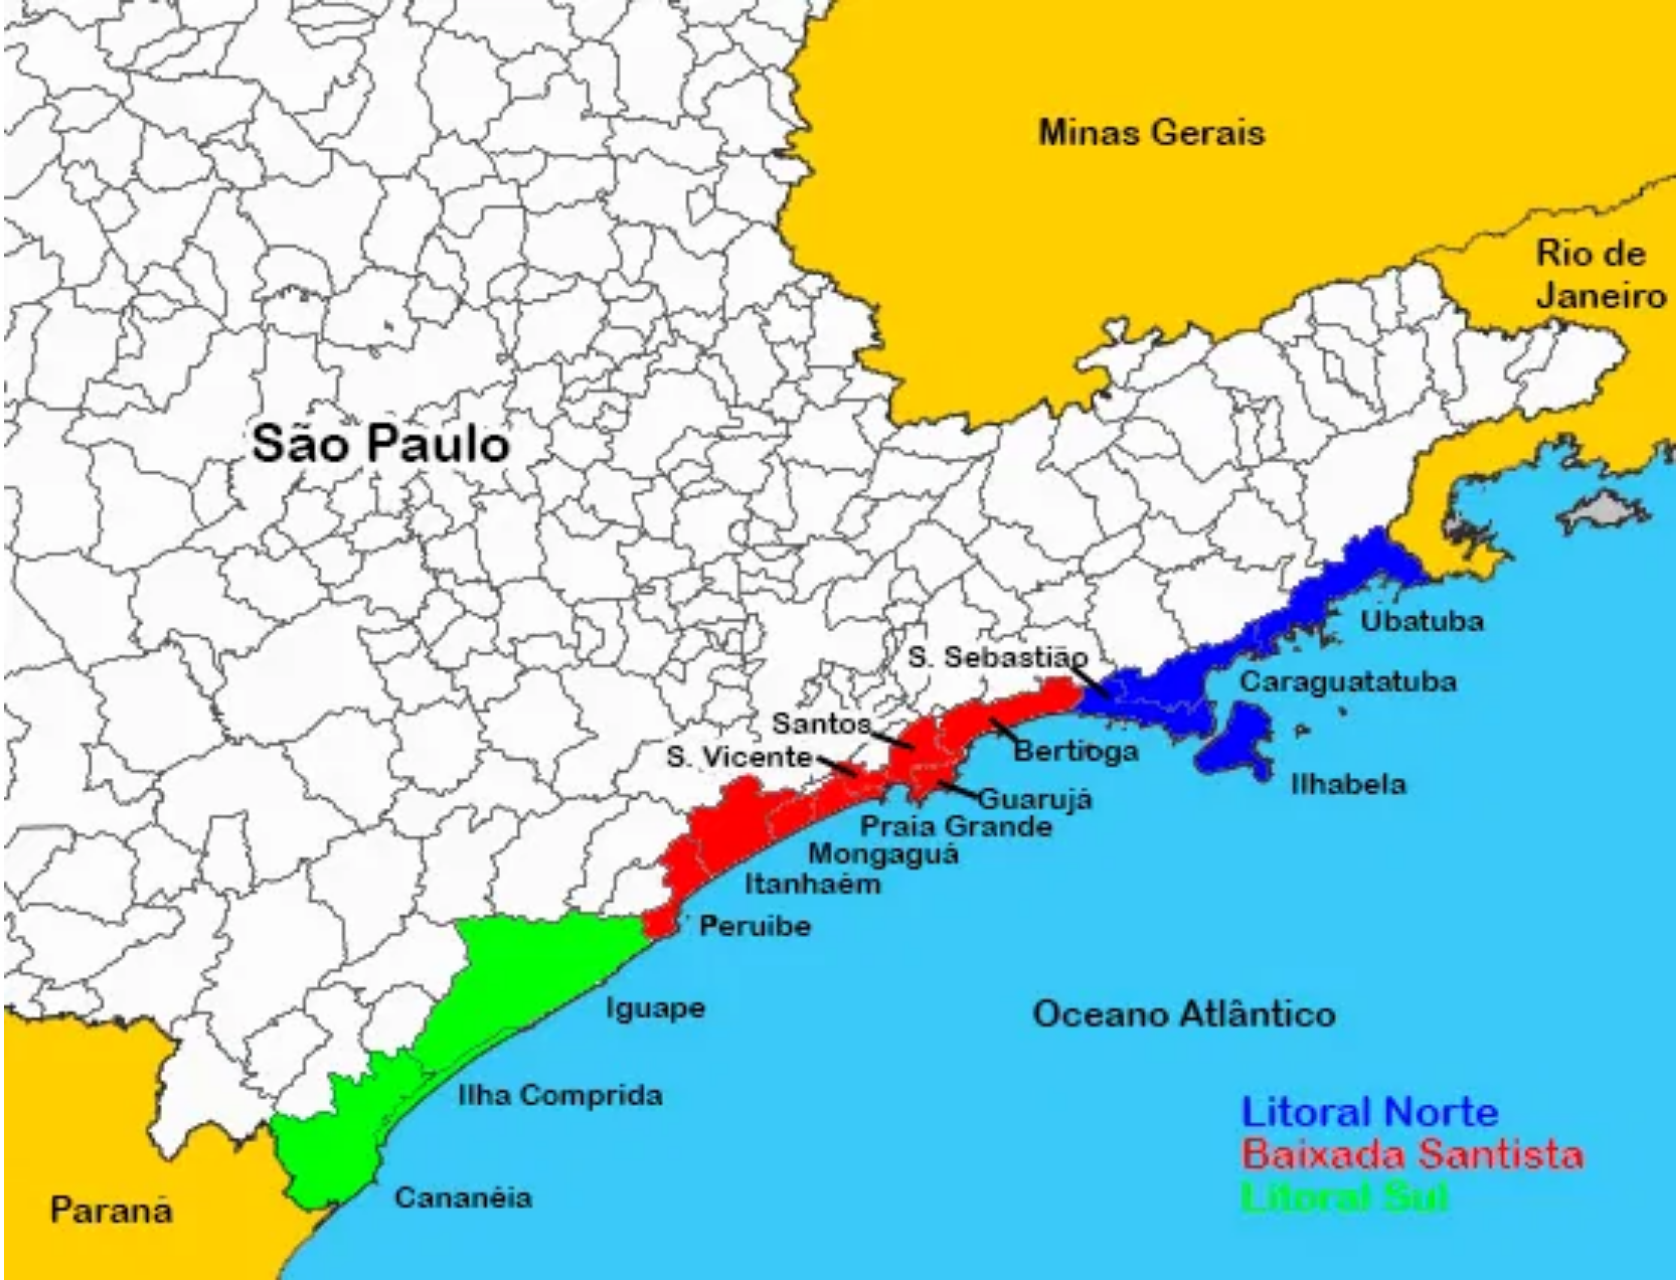 Minas Gerais
Rio de
Janeiro
São Paulo
Ubatuba
S. Sebastião
Caraguatatuba
Santos
Bertioga
S. Vicente
Ilhabela
Guarujá
Praia Grande
Mongaguá
Itanhaém
Peruíbe
Iguape
Oceano Atlântico
Ilha Comprida
Litoral Norte
Baixada Santista
Litoral Sul
Cananéia
Paraná